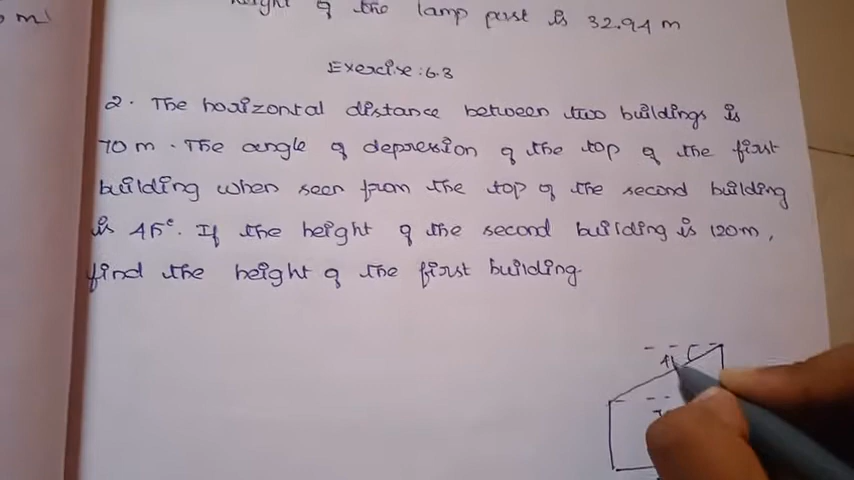 m
height of the lamp post is 32.94 m
Exercise : 6.3
2. The horizontal distance between two buildings is
70 m. The angle of depression of the top of the first
building when seen from the top of the second building
is 45°. If the height of the second building is 120m,
find the height of the first building.
4
7